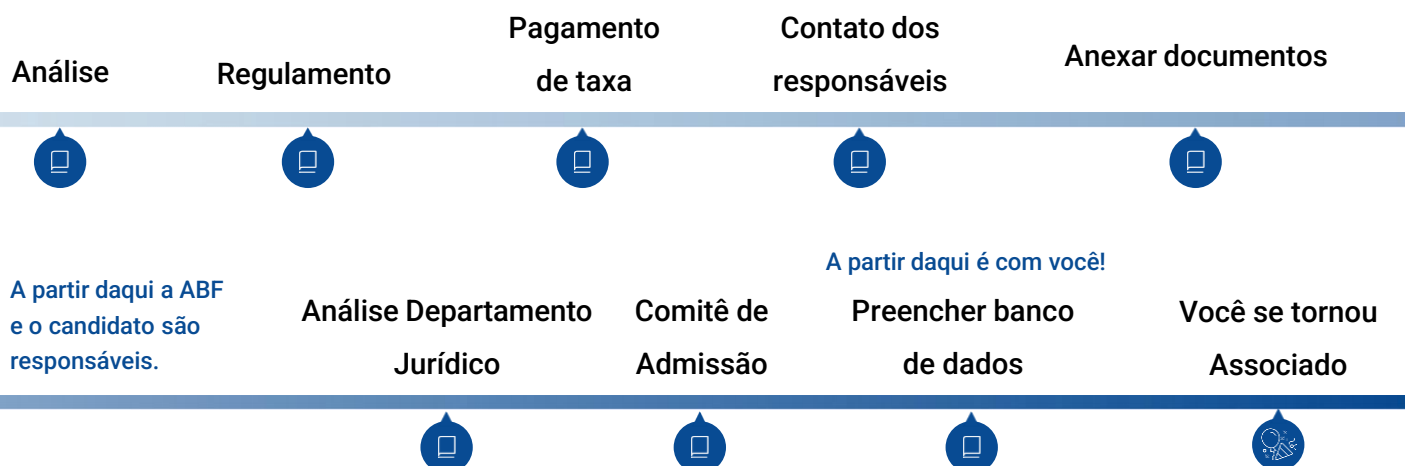 Análise
Regulamento
Pagamento
de taxa
Contato dos
responsáveis
Anexar documentos
A partir daqui a ABF
e o candidato são
responsáveis.
Análise Departamento
Jurídico
Comitê de
Admissão
A partir daqui é com você!
Preencher banco
de dados
Você se tornou
Associado